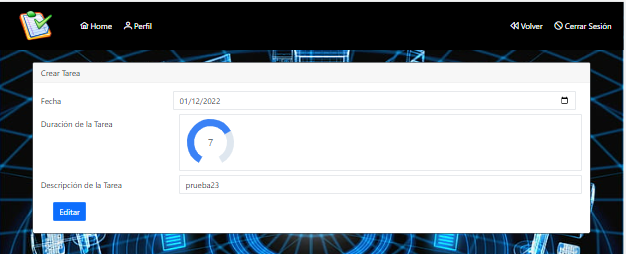 Home Perfil Volver Cerrar Sesión
Crear Tarea
Fecha 01/12/2022
Duración de la Tarea
7
Descripción de la Tarea prueba23
Editar